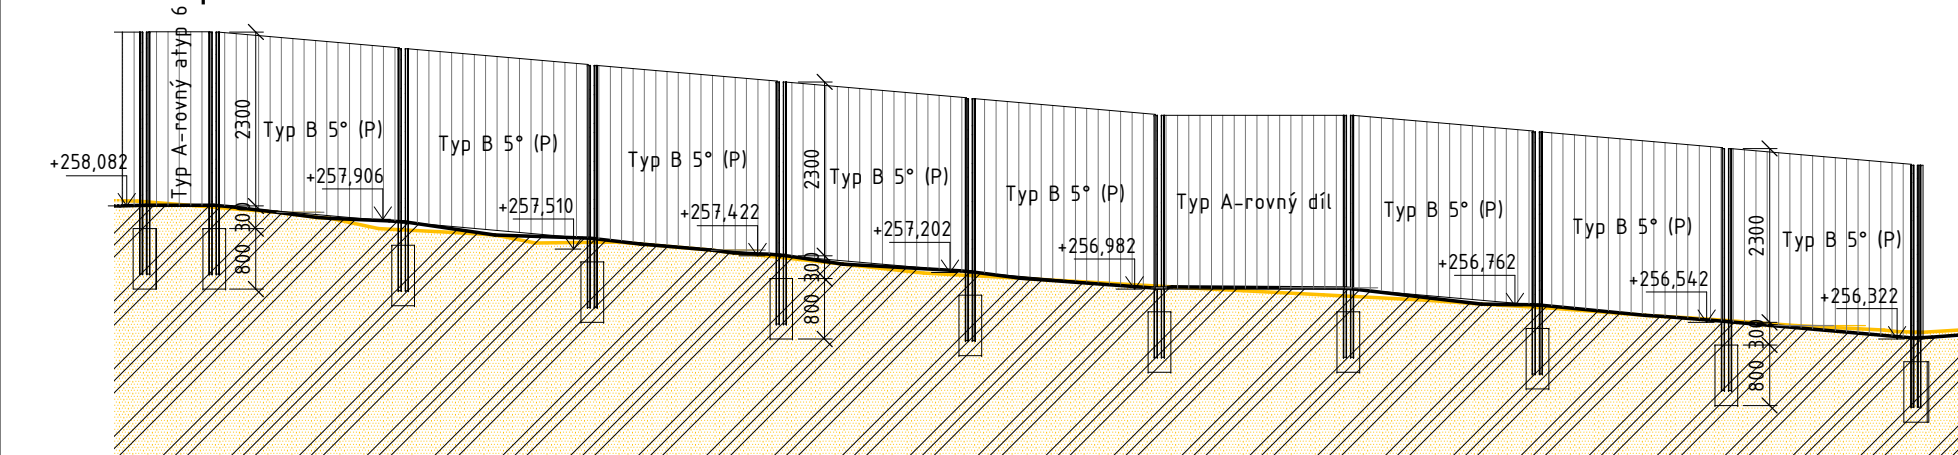 Typ A-rovný atyp 6
2300
Typ B 5° (P)
Typ B 5° (P)
Typ B 5° (P)
2300
Typ B 5° (P)
Typ B 5° (P)
Typ A-rovný díl
Typ B 5° (P)
Typ B 5° (P)
2300
Typ B 5° (P)
+258,082
+257,906
+257,510
+257,422
+257,202
+256,982
+256,762
+256,542
+256,322
300
800
300
800
300
800